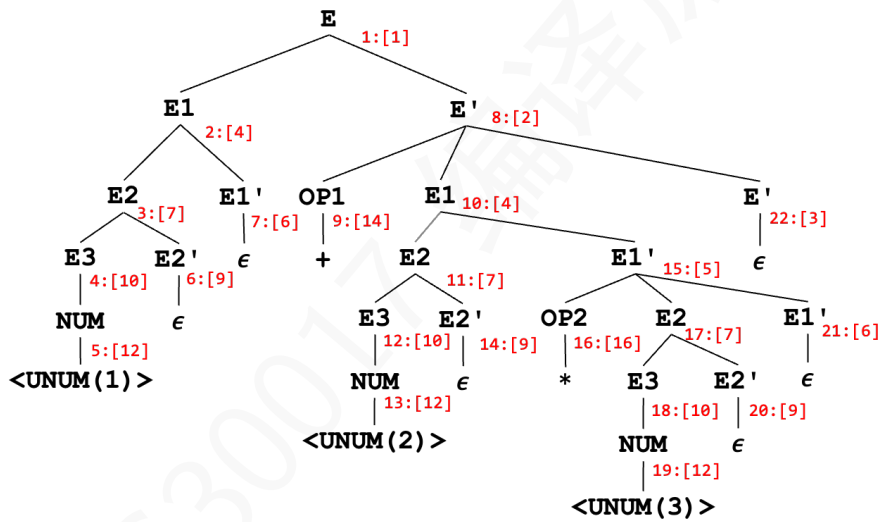 E
1:[1]
E1 E'
2:[4] 8:[2]
E2 E1' OP1 E1 E'
3:[7] 7:[6] 9:[14] 10:[4] 22:[3]
E3 E2' ϵ + E2 E1' ϵ
4:[10] 6:[9] 11:[7] 15:[5]
NUM ϵ E3 E2' OP2 E2 E1'
5:[12] 12:[10] 14:[9] 16:[16] 17:[7] 21:[6]
<UNUM(1)> NUM ϵ * E3 E2' ϵ
13:[12] 18:[10] 20:[9]
<UNUM(2)> NUM ϵ
19:[12]
<UNUM(3)>
630017 编译